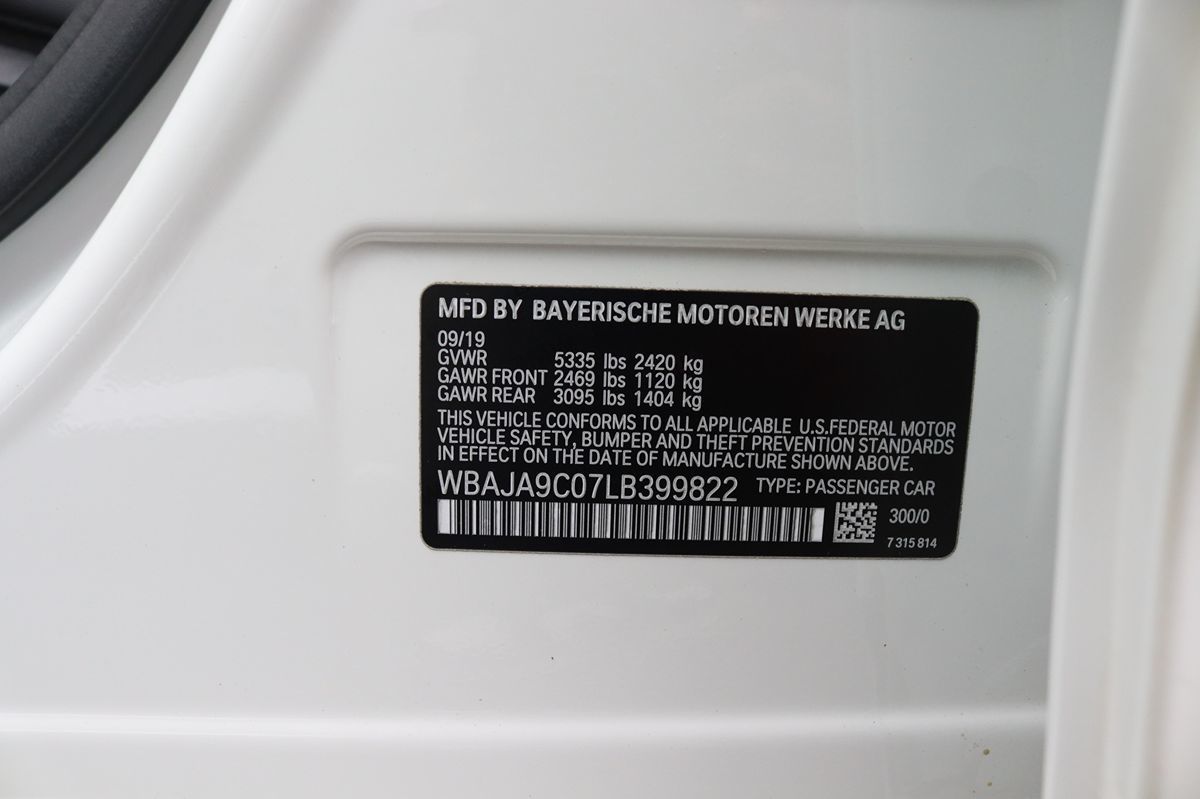 MFD BY BAYERISCHE MOTOREN WERKE AG
09/19
GVWR 5335 lbs 2420 kg
GAWR FRONT 2469 lbs 1120 kg
GAWR REAR 3095 lbs 1404 kg
THIS VEHICLE CONFORMS TO ALL APPLICABLE U.S.FEDERAL MOTOR
VEHICLE SAFETY, BUMPER AND THEFT PREVENTION STANDARDS
IN EFFECT ON THE DATE OF MANUFACTURE SHOWN ABOVE.
WBAJA9C07LB399822 TYPE: PASSENGER CAR
300/0
7 315 814